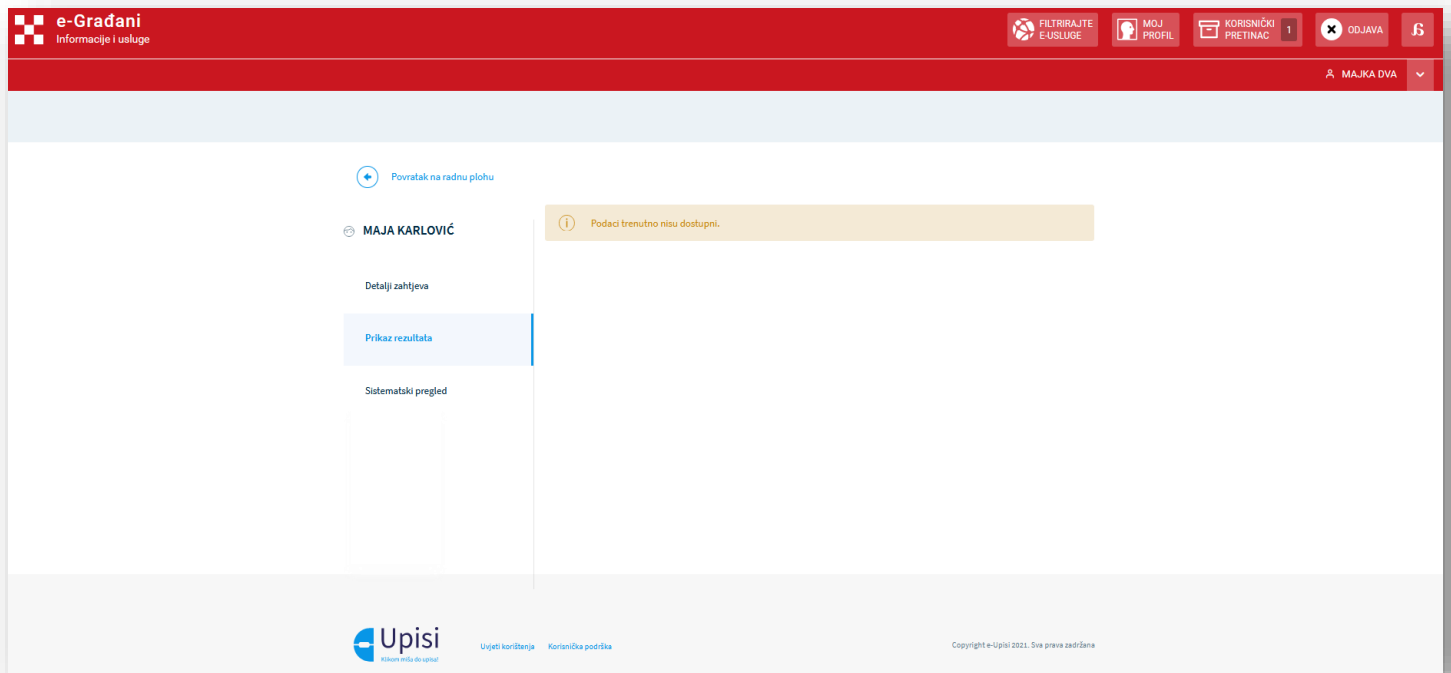 e-Građani
Informacije i usluge
FILTRIRAJTE
E-USLUGE
MOJ
PROFIL
KORISNIČKI
PRETINAC
1
ODJAVA
MAJKA DVA
Povratak na radnu plohu
MAJA KARLOVIĆ
Podaci trenutno nisu dostupni.
Detalji zahtjeva
Prikaz rezultata
Sistematski pregled
Upisi
Klikom miša do upisa!
Uvjeti korištenja
Korisnička podrška
Copyright e-Upisi 2021. Sva prava zadržana